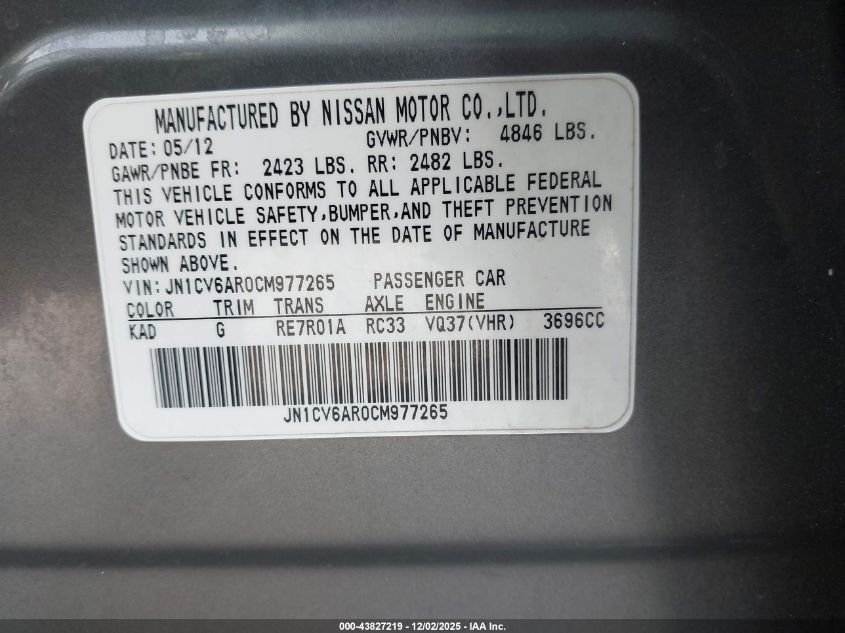 MANUFACTURED BY NISSAN MOTOR CO.,LTD.
DATE: 05/12 GVWR/PNBV: 4846 LBS.
GAWR/PNBE FR: 2423 LBS. RR: 2482 LBS.
THIS VEHICLE CONFORMS TO ALL APPLICABLE FEDERAL
MOTOR VEHICLE SAFETY,BUMPER,AND THEFT PREVENTION
STANDARDS IN EFFECT ON THE DATE OF MANUFACTURE
SHOWN ABOVE.
VIN: JN1CV6AR0CM977265 PASSENGER CAR
COLOR TRIM TRANS AXLE ENGINE
KAD G RE7R01A RC33 VQ37(VHR) 3696CC
JN1CV6AR0CM977265
000-43827219 - 12/02/2025 - IAA Inc.